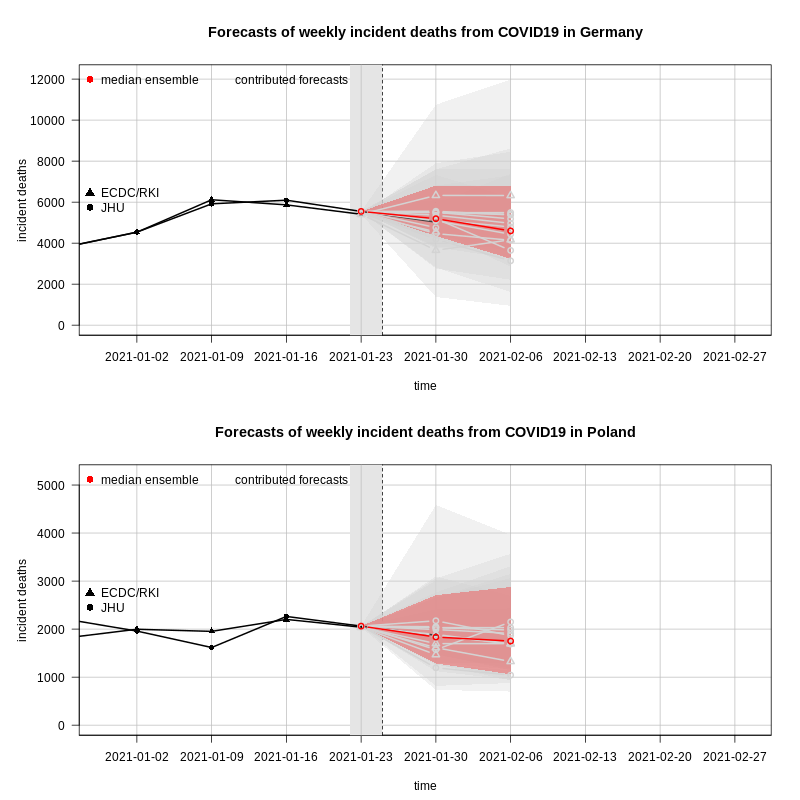 Forecasts of weekly incident deaths from COVID19 in Germany
12000
10000
8000
6000
4000
2000
0
incident deaths
median ensemble
contributed forecasts
ECDC/RKI
JHU
2021-01-02 2021-01-09 2021-01-16 2021-01-23 2021-01-30 2021-02-06 2021-02-13 2021-02-20 2021-02-27
time
Forecasts of weekly incident deaths from COVID19 in Poland
5000
4000
3000
2000
1000
0
incident deaths
median ensemble
contributed forecasts
ECDC/RKI
JHU
2021-01-02 2021-01-09 2021-01-16 2021-01-23 2021-01-30 2021-02-06 2021-02-13 2021-02-20 2021-02-27
time